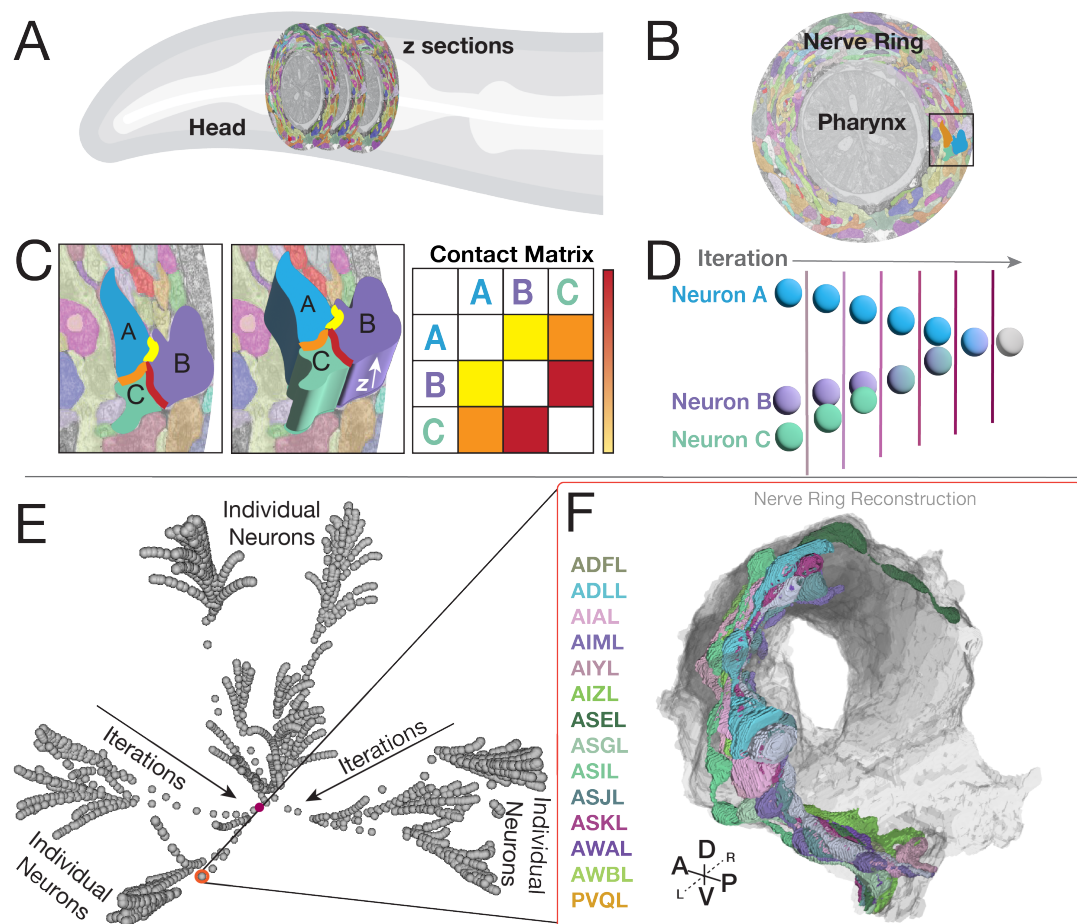 A
z sections
Head
B
Nerve Ring
Pharynx
C
A
B
C
A
B
C
z
Contact Matrix
A B C
A
B
C
D
Iteration
Neuron A
Neuron B
Neuron C
E
Individual
Neurons
Iterations
Iterations
Individual
Neurons
Individual
Neurons
F
Nerve Ring Reconstruction
ADFL
ADLL
AIAL
AIML
AIYL
AIZL
ASEL
ASGL
ASIL
ASJL
ASKL
AWAL
AWBL
PVQL
D
R
A
P
L
V